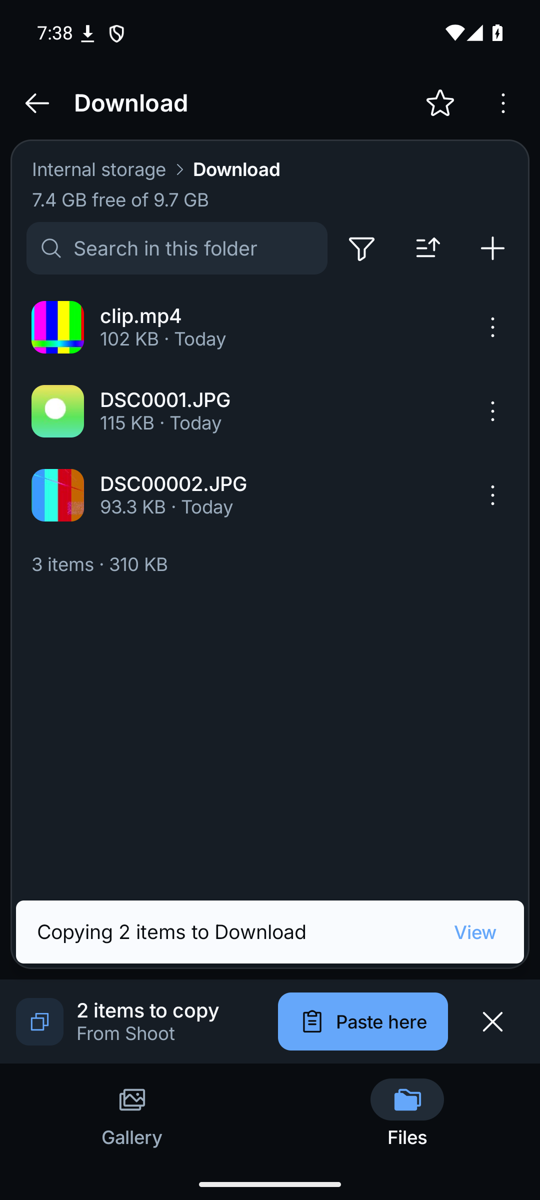 7:38
Download
Internal storage > Download
7.4 GB free of 9.7 GB
Search in this folder
clip.mp4
102 KB · Today
DSC0001.JPG
115 KB · Today
DSC00002.JPG
93.3 KB · Today
3 items · 310 KB
Copying 2 items to Download View
2 items to copy
From Shoot
Paste here
Gallery
Files